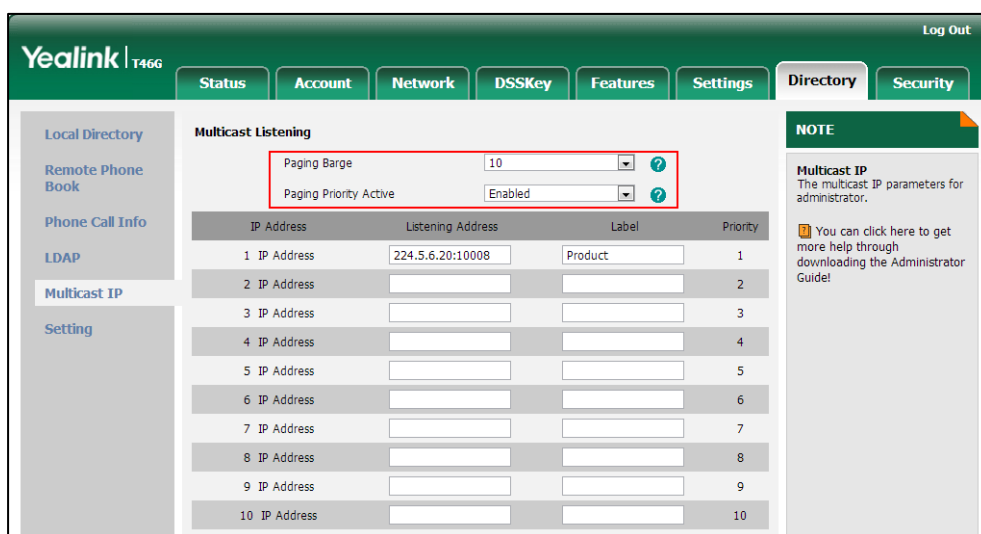 Log Out
Yealink T46G
Status Account Network DSSKey Features Settings Directory Security
Local Directory
Remote Phone
Book
Phone Call Info
LDAP
Multicast IP
Setting
Multicast Listening
Paging Barge 10 ?
Paging Priority Active Enabled ?
IP Address Listening Address Label Priority
1 IP Address 224.5.6.20:10008 Product 1
2 IP Address 2
3 IP Address 3
4 IP Address 4
5 IP Address 5
6 IP Address 6
7 IP Address 7
8 IP Address 8
9 IP Address 9
10 IP Address 10
NOTE
Multicast IP
The multicast IP parameters for
administrator.
? You can click here to get
more help through
downloading the Administrator
Guide!